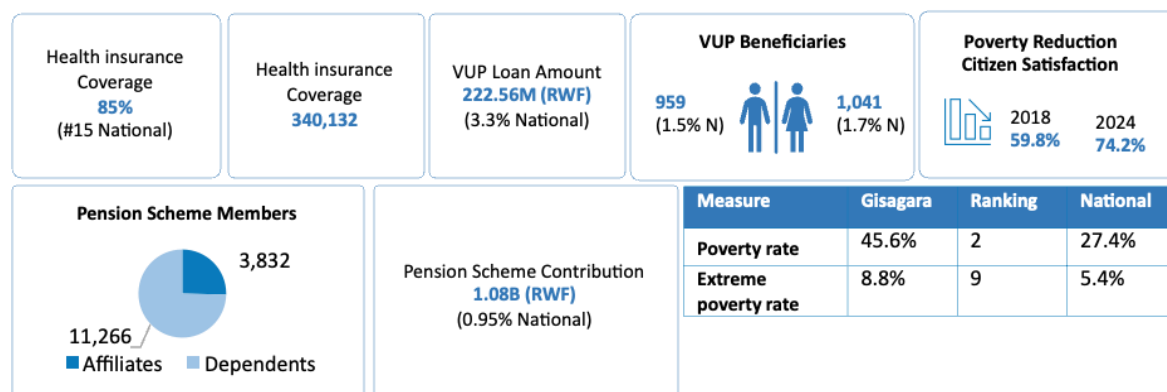 Health insurance
Coverage
85%
(#15 National)
Health insurance
Coverage
340,132
VUP Loan Amount
222.56M (RWF)
(3.3% National)
VUP Beneficiaries
959
(1.5% N)
1,041
(1.7% N)
Poverty Reduction
Citizen Satisfaction
2018
59.8%
2024
74.2%
Pension Scheme Members
3,832
11,266
Affiliates
Dependents
Pension Scheme Contribution
1.08B (RWF)
(0.95% National)
Measure Gisagara Ranking National
Poverty rate 45.6% 2 27.4%
Extreme 8.8% 9 5.4%
poverty rate